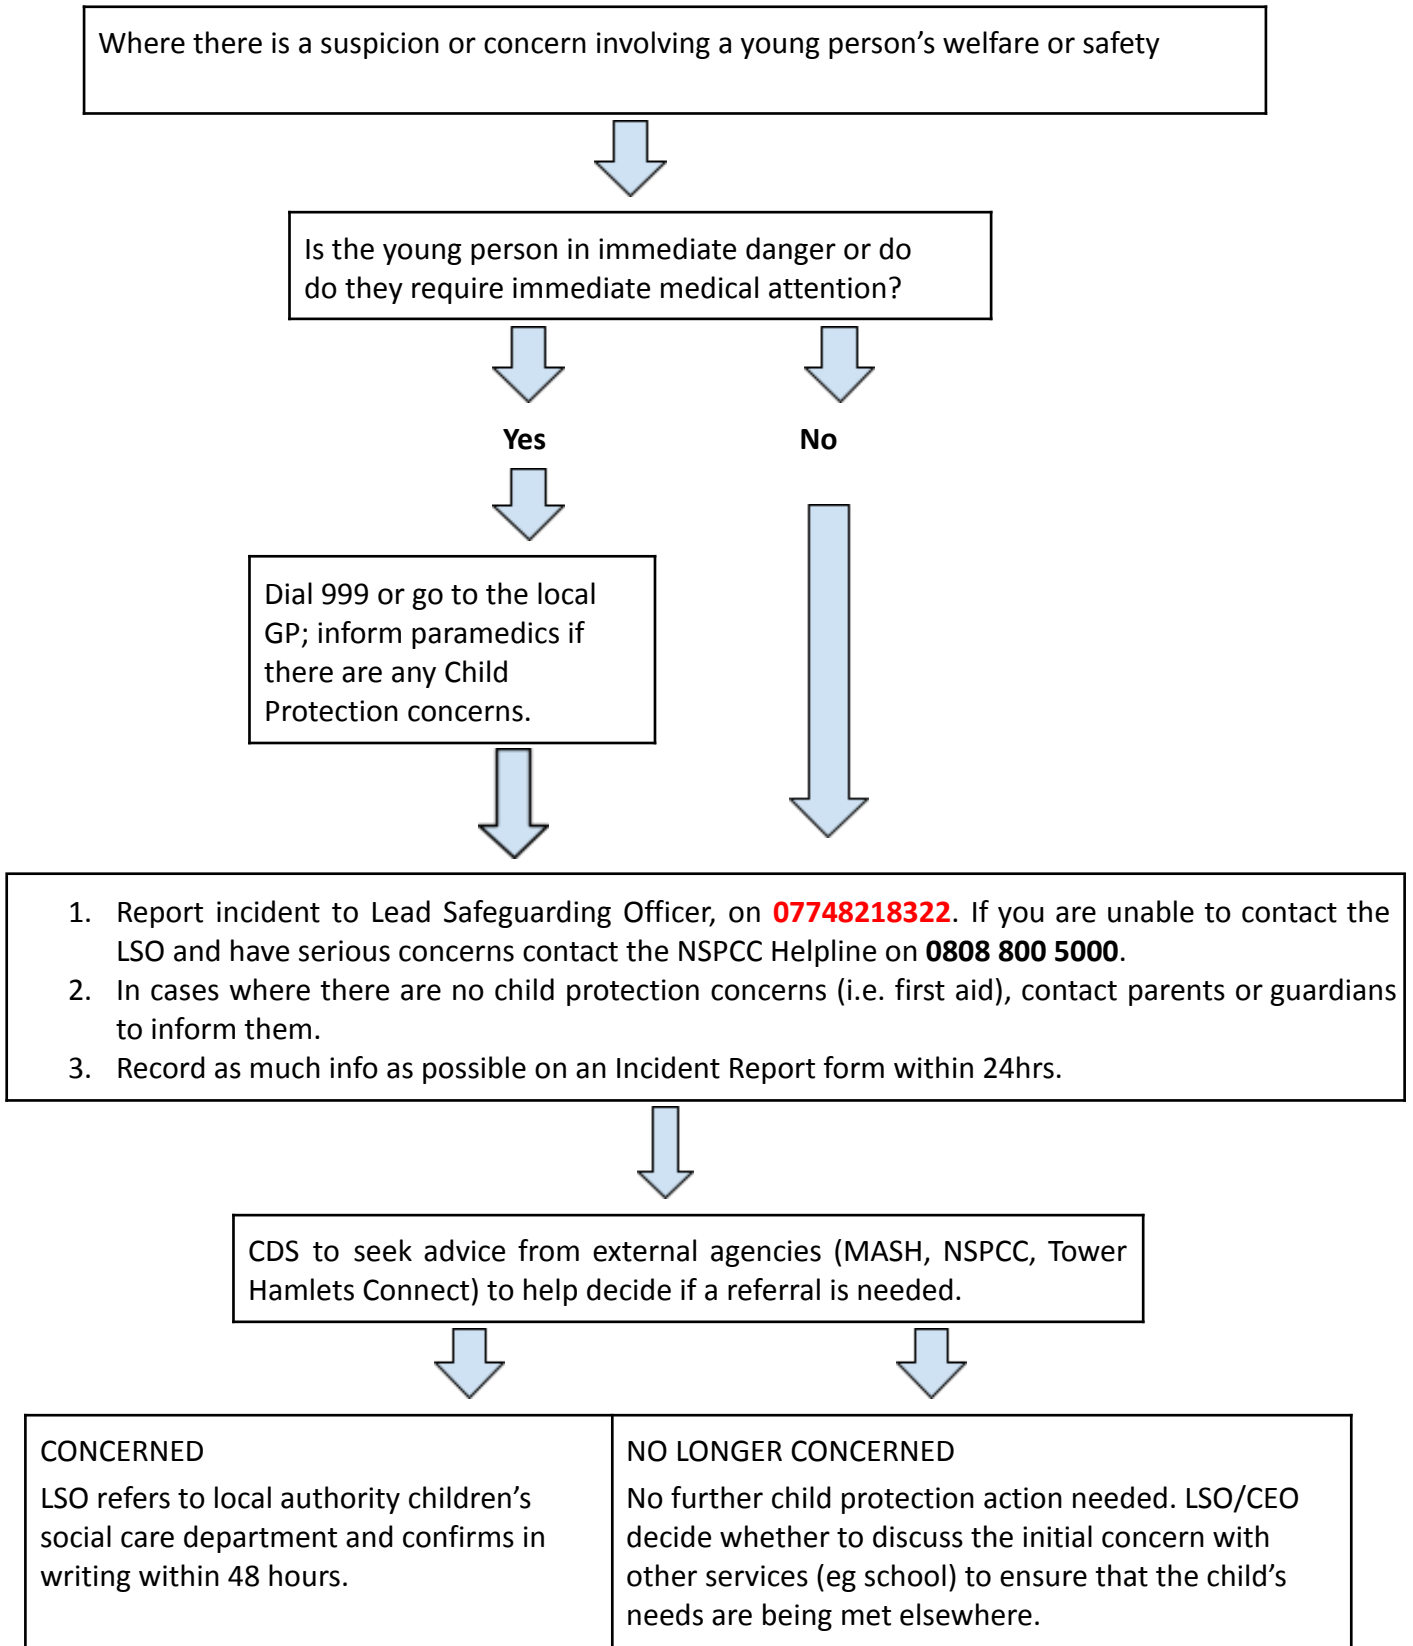 Where there is a suspicion or concern involving a young person’s welfare or safety
Is the young person in immediate danger or do
do they require immediate medical attention?
Yes
No
Dial 999 or go to the local
GP; inform paramedics if
there are any Child
Protection concerns.
1. Report incident to Lead Safeguarding Officer, on 07748218322. If you are unable to contact the
LSO and have serious concerns contact the NSPCC Helpline on 0808 800 5000.
2. In cases where there are no child protection concerns (i.e. first aid), contact parents or guardians
to inform them.
3. Record as much info as possible on an Incident Report form within 24hrs.
CDS to seek advice from external agencies (MASH, NSPCC, Tower
Hamlets Connect) to help decide if a referral is needed.
CONCERNED
LSO refers to local authority children’s
social care department and confirms in
writing within 48 hours.
NO LONGER CONCERNED
No further child protection action needed. LSO/CEO
decide whether to discuss the initial concern with
other services (eg school) to ensure that the child’s
needs are being met elsewhere.